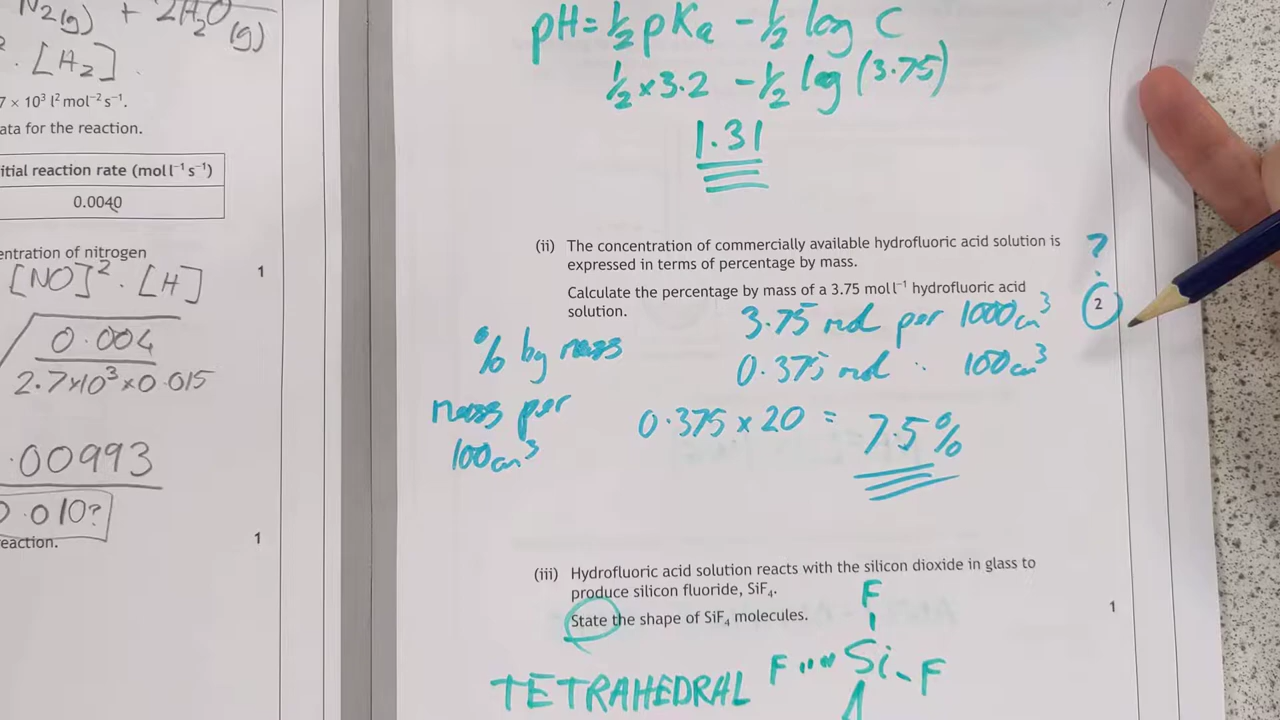 N2(g) + 2H2O(g)
2. [H2].
7 × 10³ l² mol⁻² s⁻¹.
ata for the reaction.
itial reaction rate (mol l⁻¹ s⁻¹)
0.0040
entration of nitrogen
1
[NO]² · [H]
0.004
2.7×10³×0.015
.00993
0.010?
eaction.
1
pH = ½ pKa - ½ log C
½ × 3.2 - ½ log (3.75)
1.31
(ii) The concentration of commercially available hydrofluoric acid solution is
expressed in terms of percentage by mass.
?
Calculate the percentage by mass of a 3.75 mol l⁻¹ hydrofluoric acid
solution.
2
3.75 mol per 1000cm³
% by mass
0.375 mol " 100cm³
mass per
100cm³
0.375 × 20 = 7.5%
(iii) Hydrofluoric acid solution reacts with the silicon dioxide in glass to
produce silicon fluoride, SiF₄.
State the shape of SiF₄ molecules.
1
F
F Si F
TETRAHEDRAL